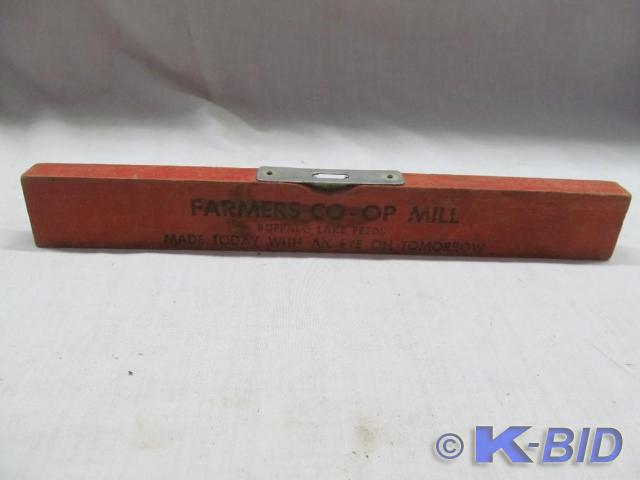 FARMERS CO-OP MILL
BUFFALO LAKE FEEDS
MADE TODAY WITH AN EYE ON TOMORROW
© K-BID